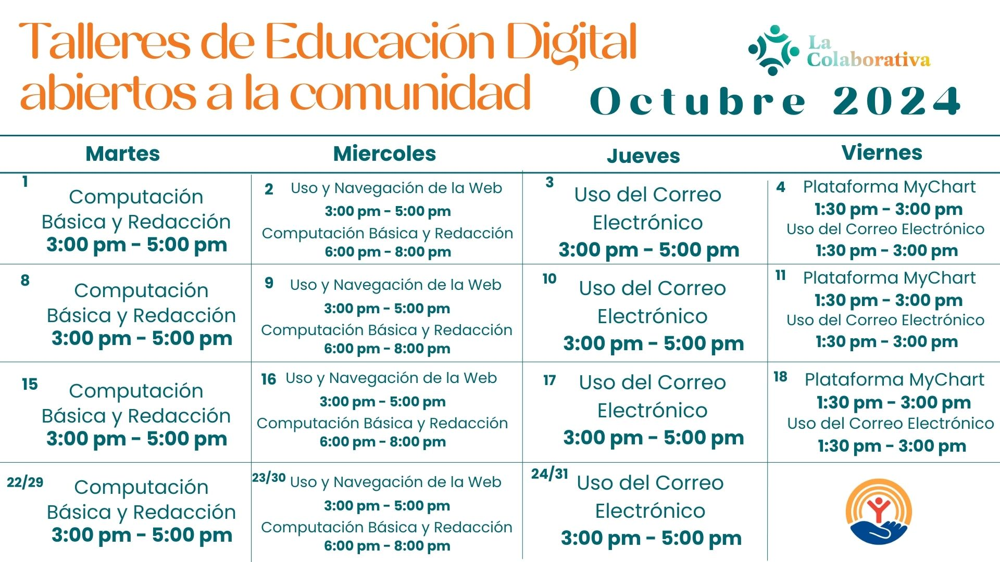 Talleres de Educación Digital
abiertos a la comunidad
La
Colaborativa
Octubre 2024
Martes
Miercoles
Jueves
Viernes
1
Computación
Básica y Redacción
3:00 pm - 5:00 pm
2
Uso y Navegación de la Web
3:00 pm - 5:00 pm
Computación Básica y Redacción
6:00 pm - 8:00 pm
3
Uso del Correo
Electrónico
3:00 pm - 5:00 pm
4
Plataforma MyChart
1:30 pm - 3:00 pm
Uso del Correo Electrónico
1:30 pm - 3:00 pm
8
Computación
Básica y Redacción
3:00 pm - 5:00 pm
9
Uso y Navegación de la Web
3:00 pm - 5:00 pm
Computación Básica y Redacción
6:00 pm - 8:00 pm
10
Uso del Correo
Electrónico
3:00 pm - 5:00 pm
11
Plataforma MyChart
1:30 pm - 3:00 pm
Uso del Correo Electrónico
1:30 pm - 3:00 pm
15
Computación
Básica y Redacción
3:00 pm - 5:00 pm
16
Uso y Navegación de la Web
3:00 pm - 5:00 pm
Computación Básica y Redacción
6:00 pm - 8:00 pm
17
Uso del Correo
Electrónico
3:00 pm - 5:00 pm
18
Plataforma MyChart
1:30 pm - 3:00 pm
Uso del Correo Electrónico
1:30 pm - 3:00 pm
22/29
Computación
Básica y Redacción
3:00 pm - 5:00 pm
23/30
Uso y Navegación de la Web
3:00 pm - 5:00 pm
Computación Básica y Redacción
6:00 pm - 8:00 pm
24/31
Uso del Correo
Electrónico
3:00 pm - 5:00 pm